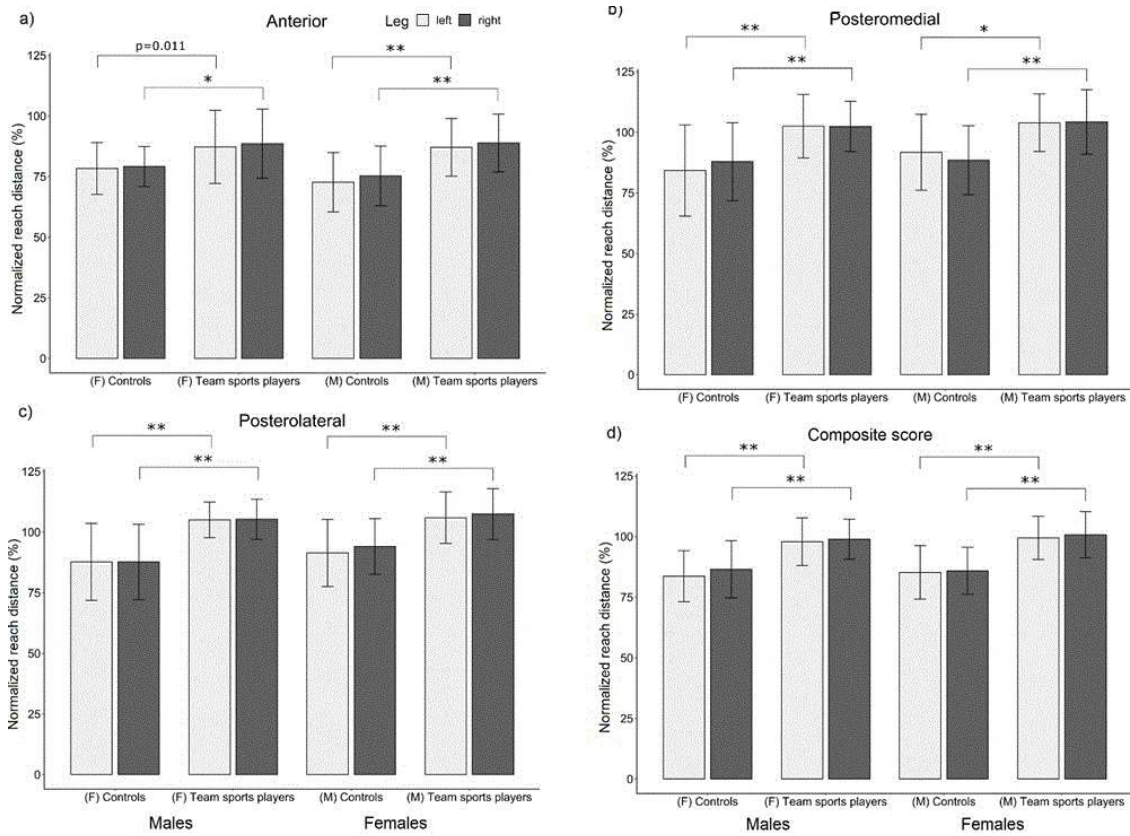 a) Anterior Leg left right
p=0.011 **
* **
125
100
75
50
25
0
Normalized reach distance (%)
(F) Controls (F) Team sports players (M) Controls (M) Team sports players
b) Posteromedial
** *
** **
125
100
75
50
25
0
Normalized reach distance (%)
(F) Controls (F) Team sports players (M) Controls (M) Team sports players
c) Posterolateral
** **
** **
125
100
75
50
25
0
Normalized reach distance (%)
(F) Controls (F) Team sports players (M) Controls (M) Team sports players
Males Females
d) Composite score
** **
** **
125
100
75
50
25
0
Normalized reach distance (%)
(F) Controls (F) Team sports players (M) Controls (M) Team sports players
Males Females